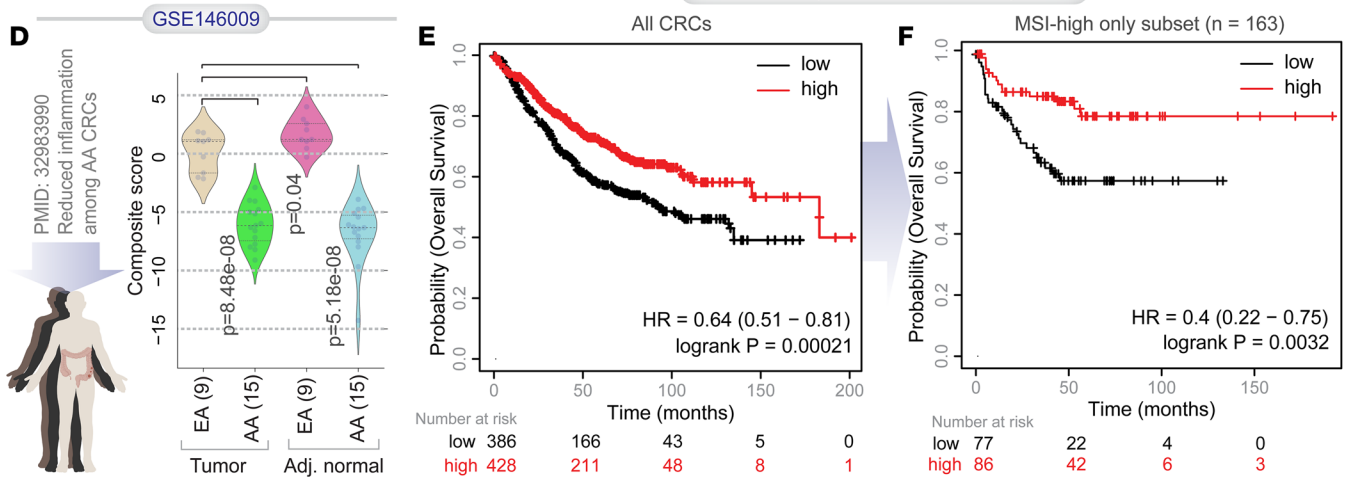 GSE146009
D
PMID: 32983990
Reduced inflammation
among AA CRCs
Composite score
5
0
−5
−10
−15
p=8.48e-08
p=0.04
p=5.18e-08
EA (9)
AA (15)
EA (9)
AA (15)
Tumor
Adj. normal
E
All CRCs
low
high
Probability (Overall Survival)
1.0
0.8
0.6
0.4
0.2
0.0
HR = 0.64 (0.51 − 0.81)
logrank P = 0.00021
0 50 100 150 200
Time (months)
Number at risk
low 386 166 43 5 0
high 428 211 48 8 1
F
MSI-high only subset (n = 163)
low
high
Probability (Overall Survival)
1.0
0.8
0.6
0.4
0.2
0.0
HR = 0.4 (0.22 − 0.75)
logrank P = 0.0032
0 50 100 150
Time (months)
Number at risk
low 77 22 4 0
high 86 42 6 3